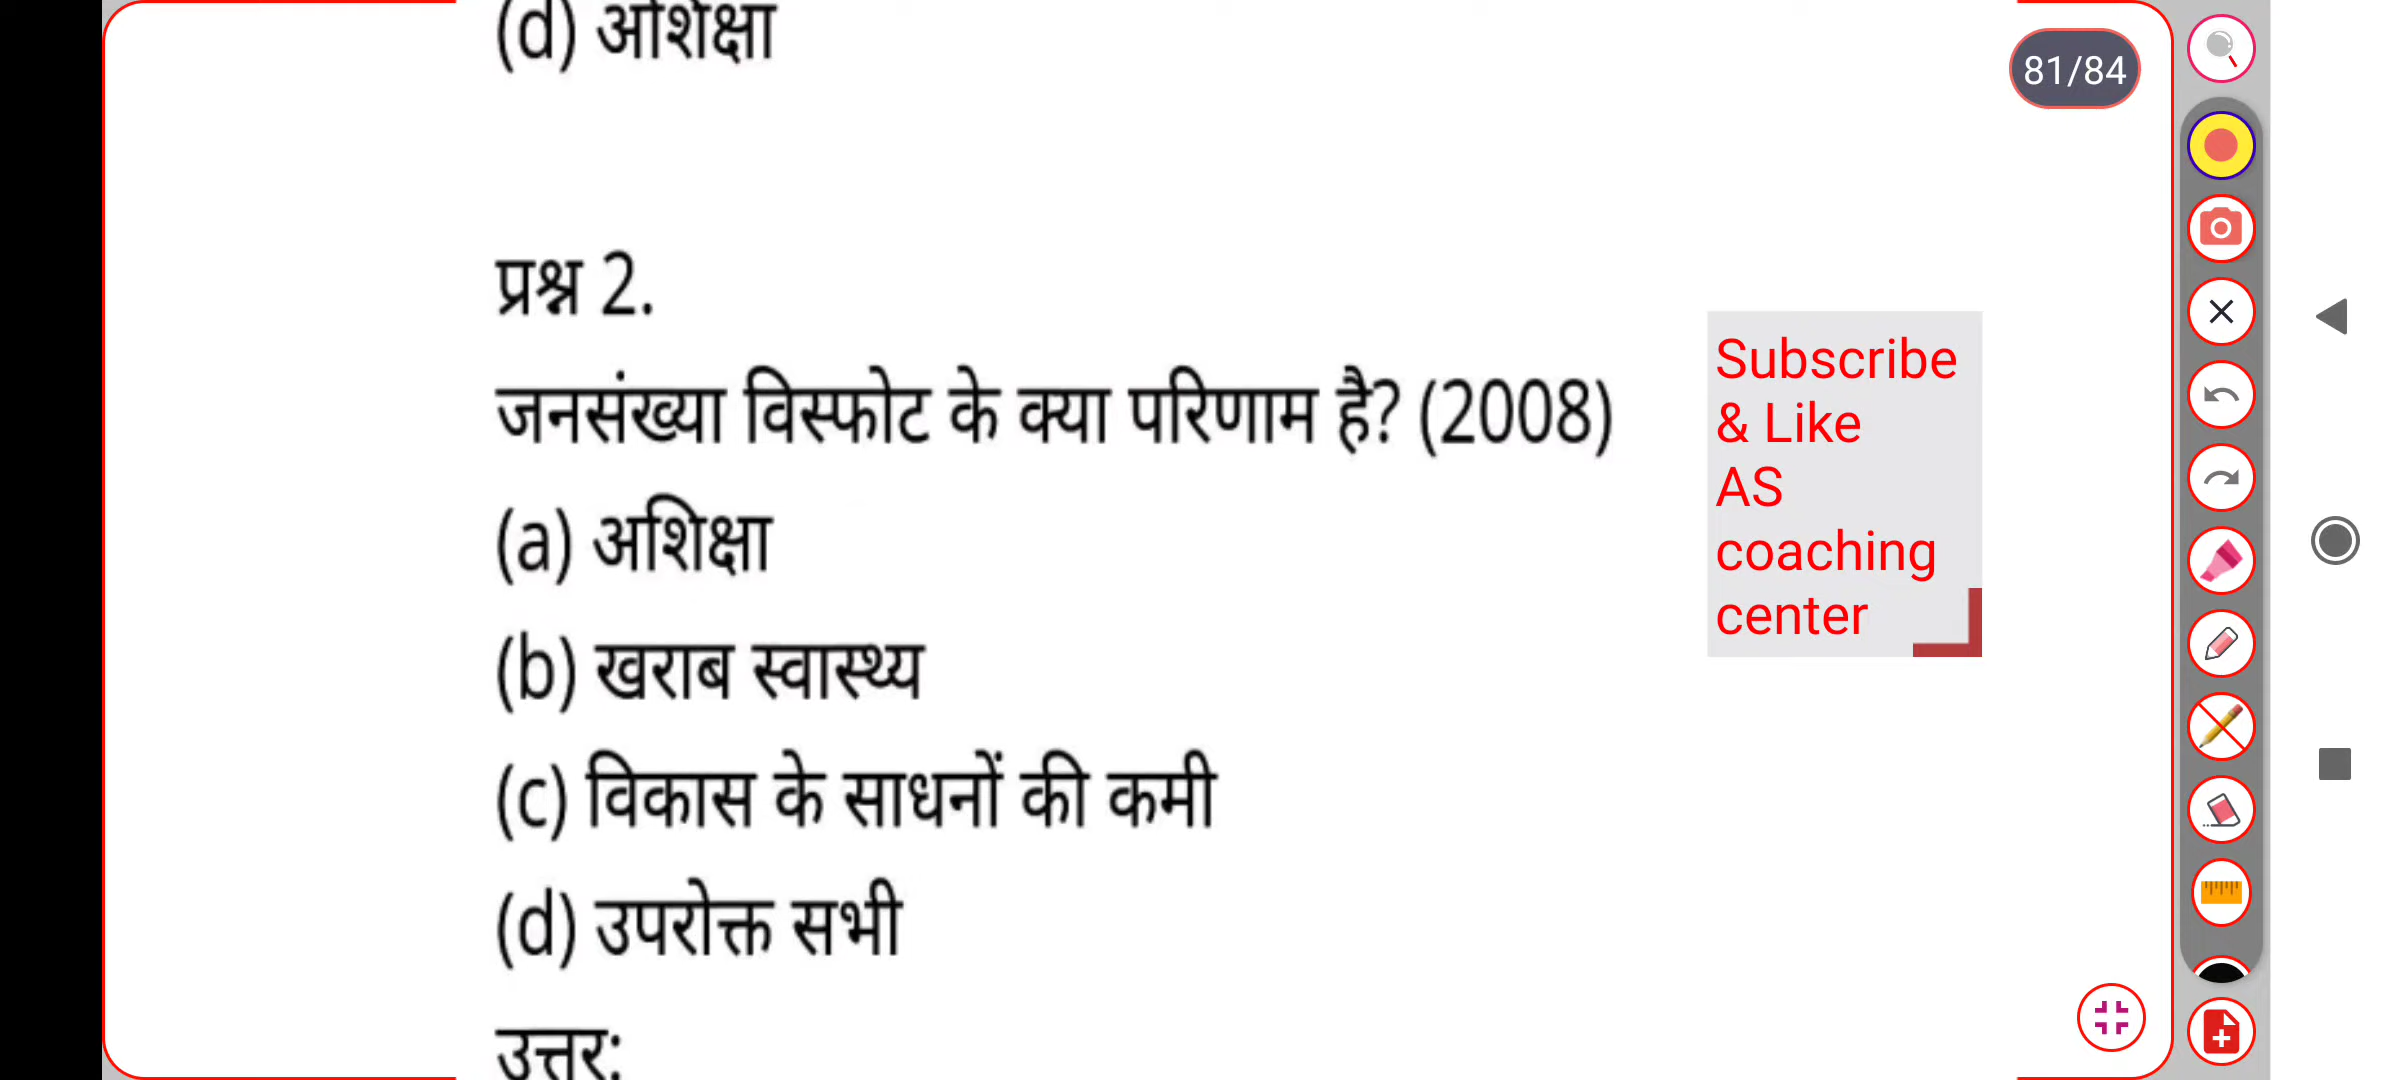 (d) अशिक्षा
81/84
प्रश्न 2.
जनसंख्या विस्फोट के क्या परिणाम है? (2008)
(a) अशिक्षा
(b) खराब स्वास्थ्य
(c) विकास के साधनों की कमी
(d) उपरोक्त सभी
उत्तर:
Subscribe
& Like
AS
coaching
center